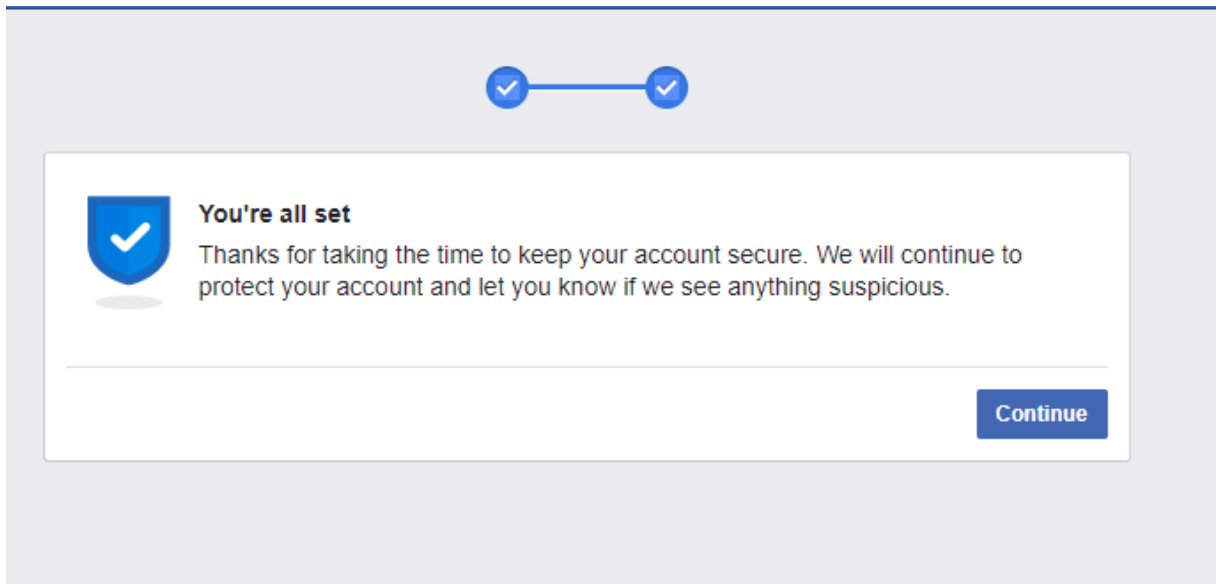 You're all set
Thanks for taking the time to keep your account secure. We will continue to
protect your account and let you know if we see anything suspicious.
Continue